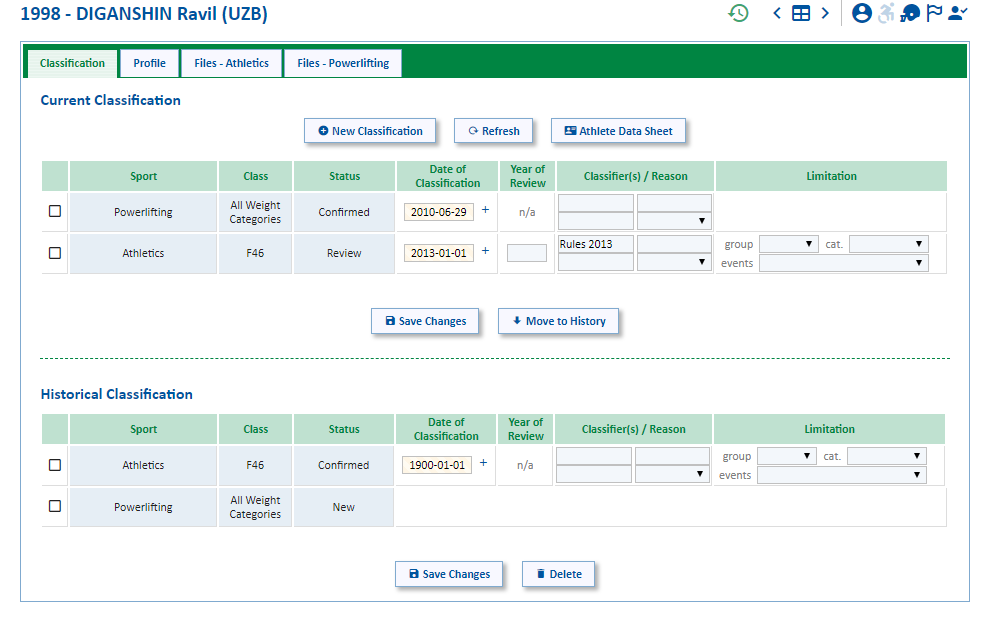 1998 - DIGANSHIN Ravil (UZB)
Classification Profile Files - Athletics Files - Powerlifting
Current Classification
New Classification Refresh Athlete Data Sheet
Sport Class Status Date of Classification Year of Review Classifier(s) / Reason Limitation
Powerlifting All Weight Categories Confirmed 2010-06-29 + n/a
Athletics F46 Review 2013-01-01 + Rules 2013 group cat.
events
Save Changes Move to History
Historical Classification
Sport Class Status Date of Classification Year of Review Classifier(s) / Reason Limitation
Athletics F46 Confirmed 1900-01-01 + n/a group cat.
events
Powerlifting All Weight Categories New
Save Changes Delete